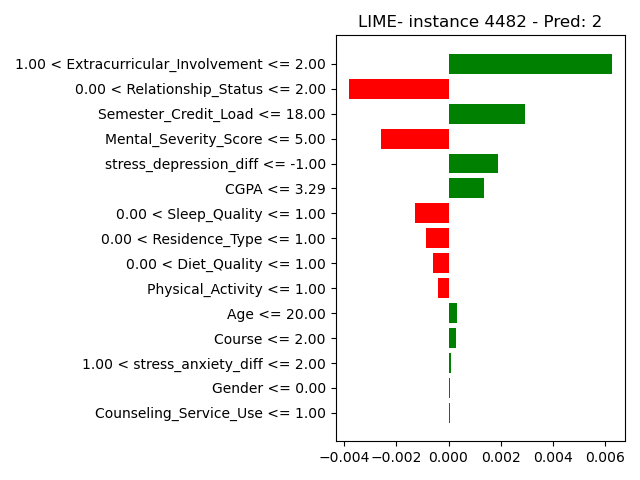 LIME- instance 4482 - Pred: 2
1.00 < Extracurricular_Involvement <= 2.00
0.00 < Relationship_Status <= 2.00
Semester_Credit_Load <= 18.00
Mental_Severity_Score <= 5.00
stress_depression_diff <= -1.00
CGPA <= 3.29
0.00 < Sleep_Quality <= 1.00
0.00 < Residence_Type <= 1.00
0.00 < Diet_Quality <= 1.00
Physical_Activity <= 1.00
Age <= 20.00
Course <= 2.00
1.00 < stress_anxiety_diff <= 2.00
Gender <= 0.00
Counseling_Service_Use <= 1.00
−0.004 −0.002 0.000 0.002 0.004 0.006